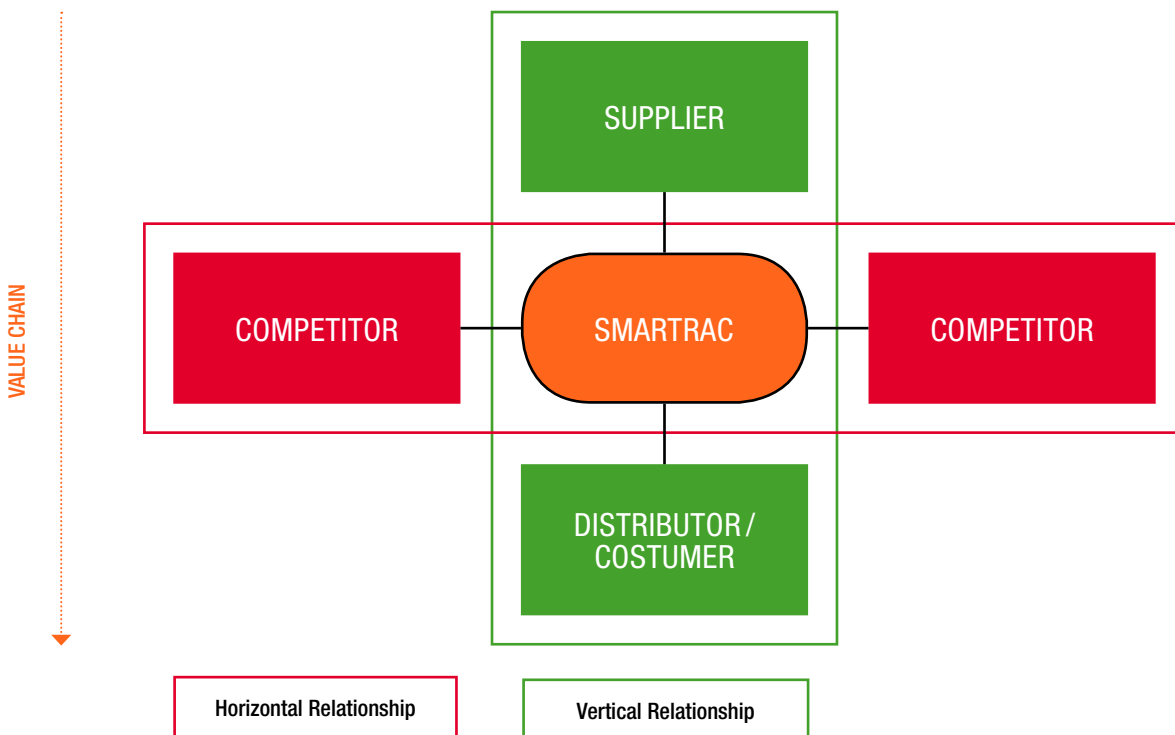 SUPPLIER
VALUE CHAIN
COMPETITOR
SMARTRAC
COMPETITOR
DISTRIBUTOR /
COSTUMER
Horizontal Relationship
Vertical Relationship